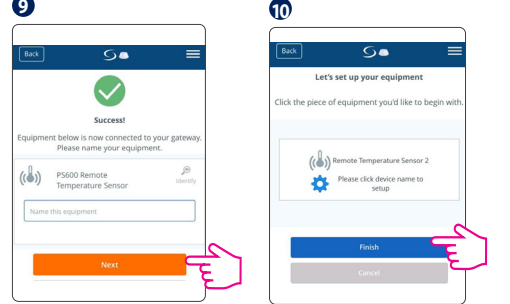 9
Back
Success!
Equipment below is now connected to your gateway.
Please name your equipment.
PS600 Remote
Temperature Sensor
Identify
Name this equipment
Next
10
Back
Let's set up your equipment
Click the piece of equipment you'd like to begin with.
Remote Temperature Sensor 2
Please click device name to
setup
Finish
Cancel